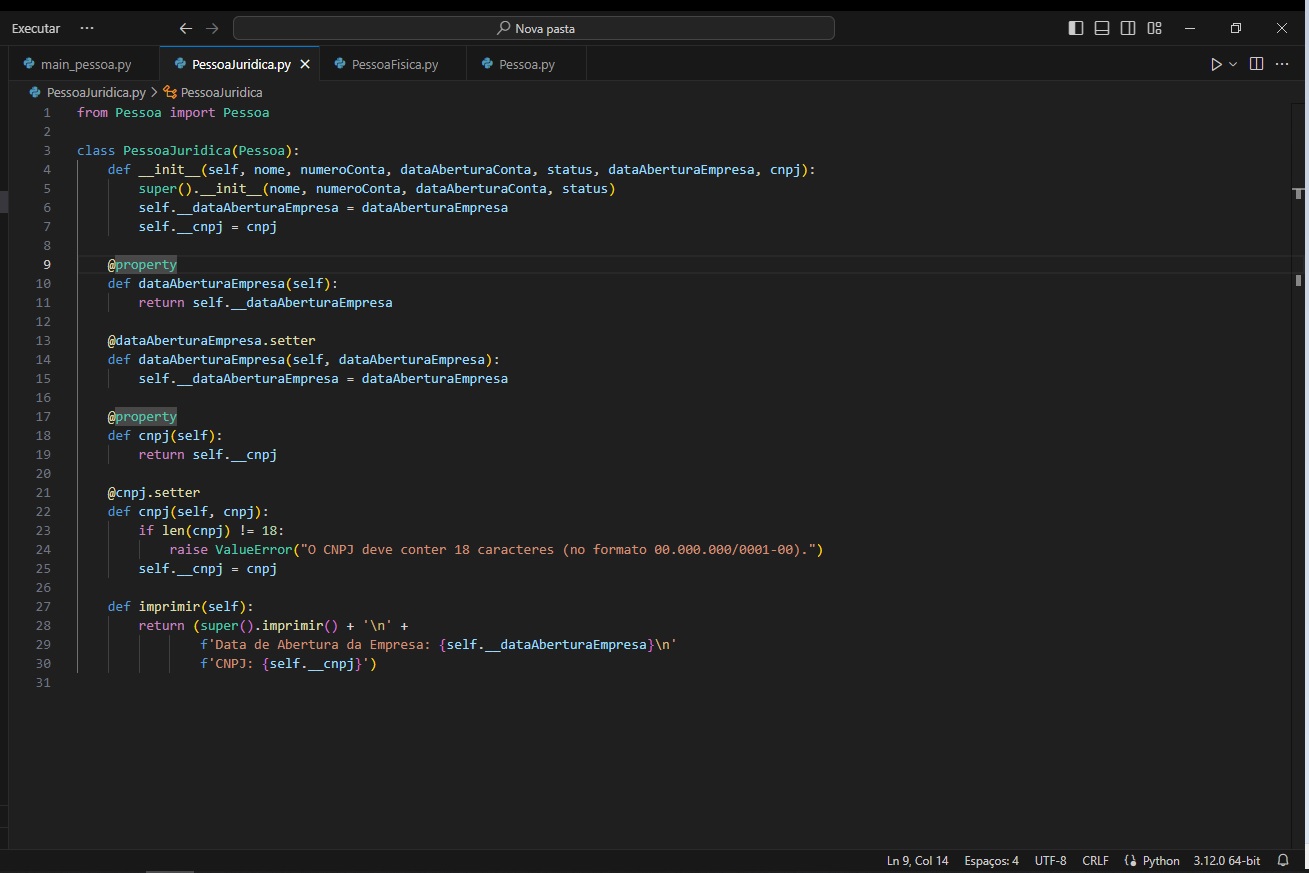 Executar ··· Nova pasta
main_pessoa.py PessoaJuridica.py PessoaFisica.py Pessoa.py
PessoaJuridica.py > PessoaJuridica
1 from Pessoa import Pessoa
2
3 class PessoaJuridica(Pessoa):
4     def __init__(self, nome, numeroConta, dataAberturaConta, status, dataAberturaEmpresa, cnpj):
5         super().__init__(nome, numeroConta, dataAberturaConta, status)
6         self.__dataAberturaEmpresa = dataAberturaEmpresa
7         self.__cnpj = cnpj
8
9     @property
10     def dataAberturaEmpresa(self):
11         return self.__dataAberturaEmpresa
12
13     @dataAberturaEmpresa.setter
14     def dataAberturaEmpresa(self, dataAberturaEmpresa):
15         self.__dataAberturaEmpresa = dataAberturaEmpresa
16
17     @property
18     def cnpj(self):
19         return self.__cnpj
20
21     @cnpj.setter
22     def cnpj(self, cnpj):
23         if len(cnpj) != 18:
24             raise ValueError("O CNPJ deve conter 18 caracteres (no formato 00.000.000/0001-00).")
25         self.__cnpj = cnpj
26
27     def imprimir(self):
28         return (super().imprimir() + '\n' +
29                 f'Data de Abertura da Empresa: {self.__dataAberturaEmpresa}\n'
30                 f'CNPJ: {self.__cnpj}')
31
Ln 9, Col 14 Espaços: 4 UTF-8 CRLF Python 3.12.0 64-bit